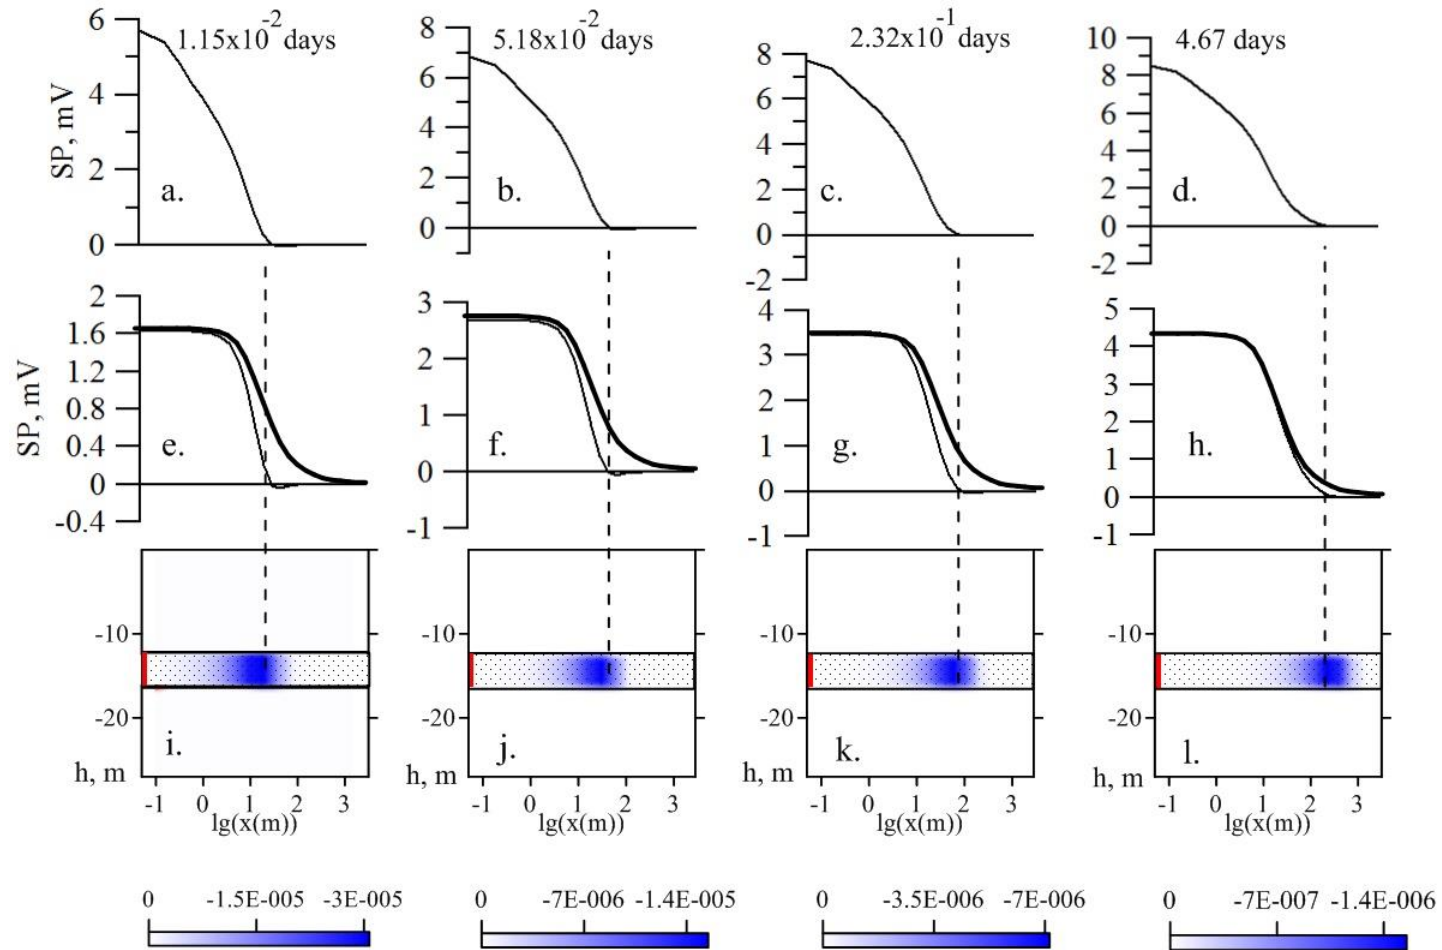 1.15x10-2 days
5.18x10-2 days
2.32x10-1 days
4.67 days
SP, mV
6
4
2
0
a.
8
6
4
2
0
b.
8
6
4
2
0
-2
c.
10
8
6
4
2
0
-2
d.
SP, mV
2
1.6
1.2
0.8
0.4
0
-0.4
e.
3
2
1
0
-1
f.
4
3
2
1
0
-1
g.
5
4
3
2
1
0
-1
h.
-10
-20
h, m
i.
-1 0 1 2 3
lg(x(m))
-10
-20
h, m
j.
-1 0 1 2 3
lg(x(m))
-10
-20
h, m
k.
-1 0 1 2 3
lg(x(m))
-10
-20
h, m
l.
-1 0 1 2 3
lg(x(m))
0 -1.5E-005 -3E-005
0 -7E-006 -1.4E-005
0 -3.5E-006 -7E-006
0 -7E-007 -1.4E-006